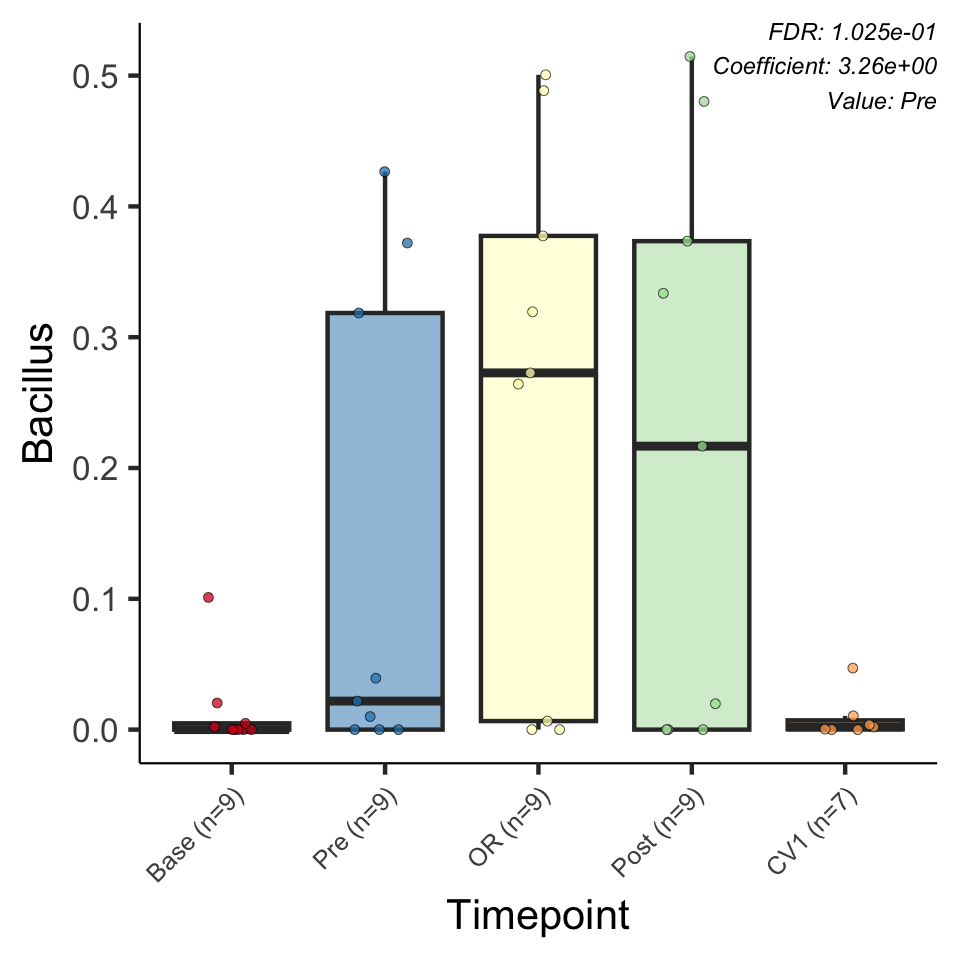 FDR: 1.025e-01
Coefficient: 3.26e+00
Value: Pre
Bacillus
0.5
0.4
0.3
0.2
0.1
0.0
Base (n=9)
Pre (n=9)
OR (n=9)
Post (n=9)
CV1 (n=7)
Timepoint